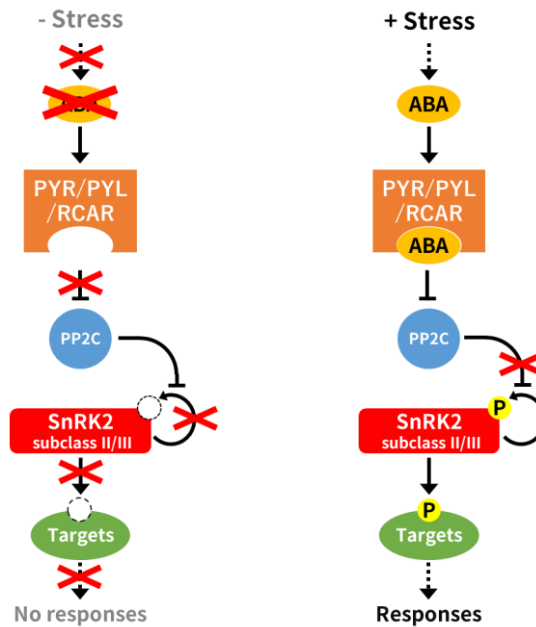 - Stress
ABA
PYR/PYL
/RCAR
PP2C
SnRK2
subclass II/III
Targets
No responses
+ Stress
ABA
PYR/PYL
/RCAR
ABA
PP2C
P
SnRK2
subclass II/III
P
Targets
Responses